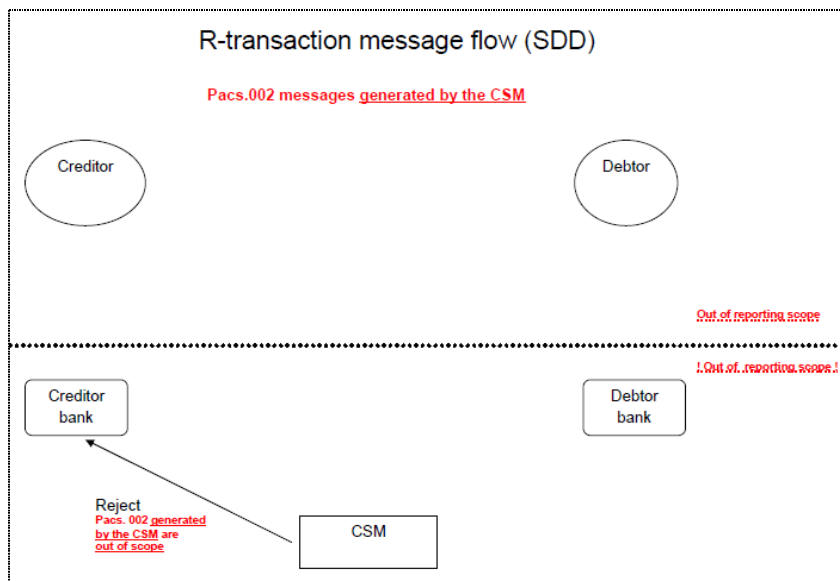 R-transaction message flow (SDD)
Pacs.002 messages generated by the CSM
Creditor
Debtor
Out of reporting scope
! Out of reporting scope !
Creditor
bank
Debtor
bank
Reject
Pacs. 002 generated
by the CSM are
out of scope
CSM